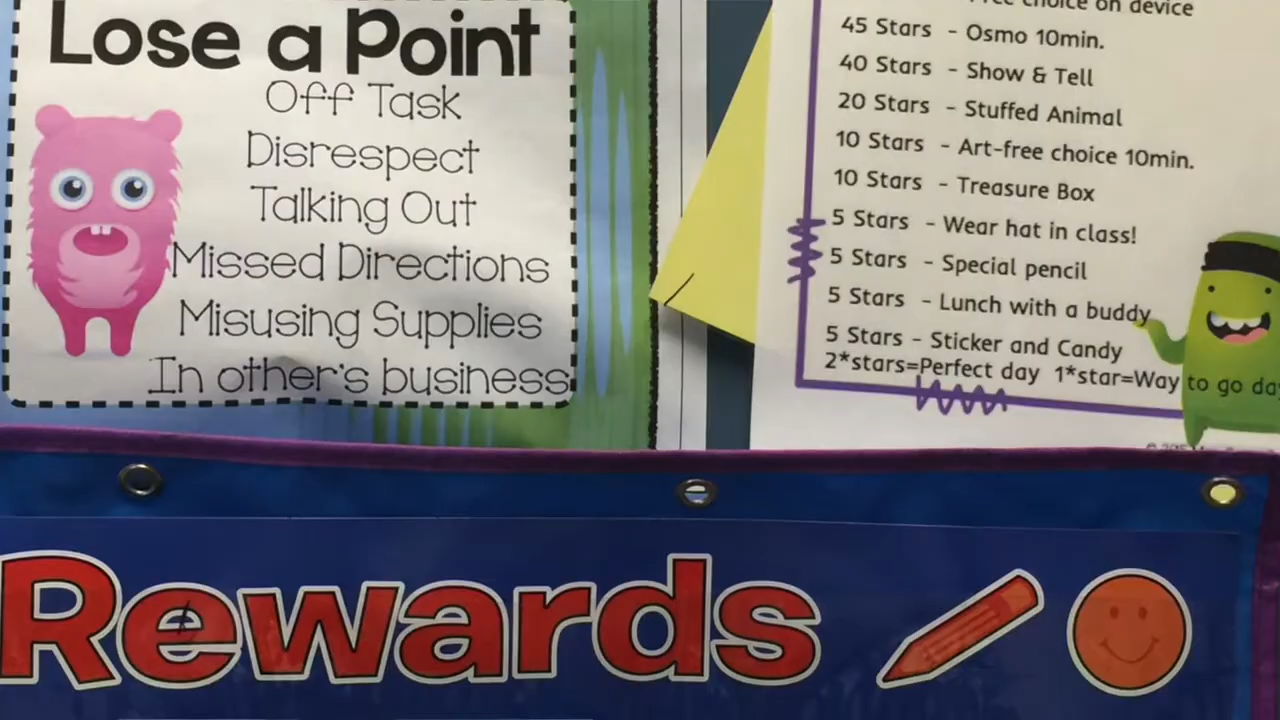 Lose a Point
Off Task
Disrespect
Talking Out
Missed Directions
Misusing Supplies
In other's business
choice on device
45 Stars - Osmo 10min.
40 Stars - Show & Tell
20 Stars - Stuffed Animal
10 Stars - Art-free choice 10min.
10 Stars - Treasure Box
5 Stars - Wear hat in class!
5 Stars - Special pencil
5 Stars - Lunch with a buddy
5 Stars - Sticker and Candy
2*stars=Perfect day 1*star=Way to go
Rewards